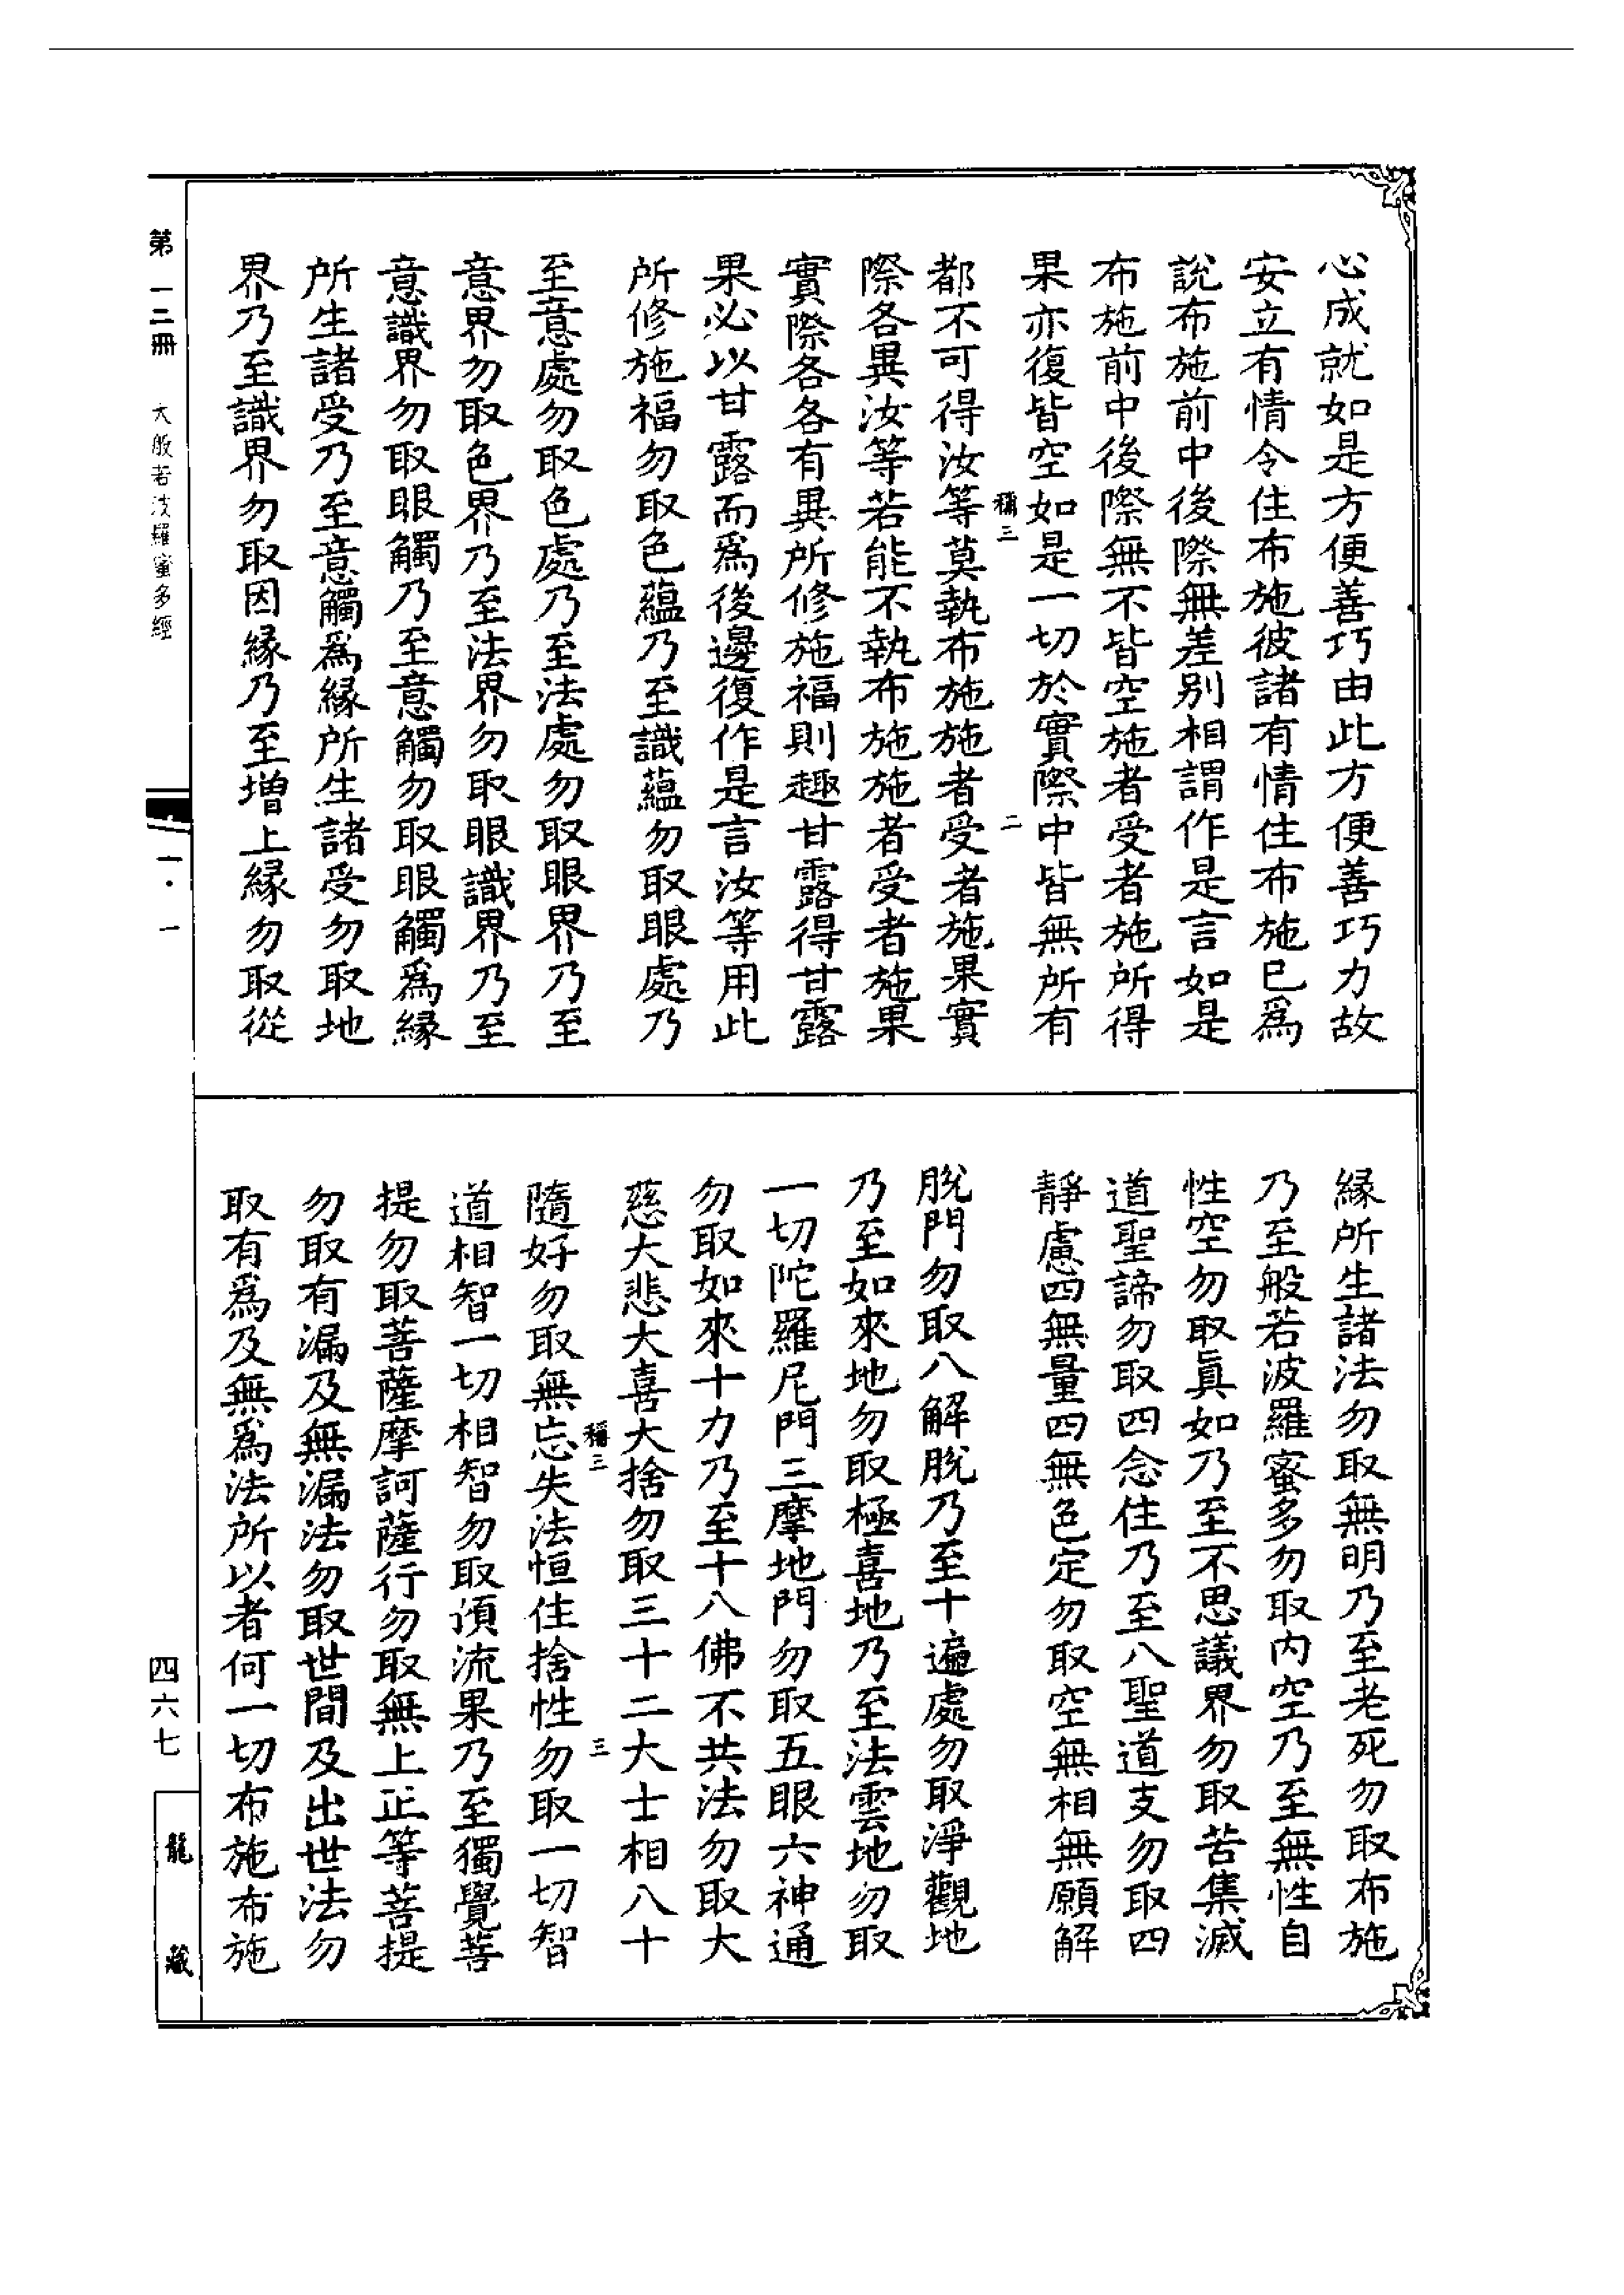 心成就如是方便善巧由此方便善巧力故
安立有情令住布施彼諸有情住布施已爲
說布施前中後際無差別相謂作是言如是
布施前中後際無不皆空施者受者施所得
果亦復皆空如是一切於實際中皆無所有
稱三 二
都不可得汝等莫執布施施者受者施果實
際各異汝等若能不執布施施者受者施果
實際各各有異所修施福則趣甘露得甘露
果必以甘露而爲後邊復作是言汝等用此
所修施福勿取色蘊乃至識蘊勿取眼處乃
至意處勿取色處乃至法處勿取眼界乃至
意界勿取色界乃至法界勿取眼識界乃至
意識界勿取眼觸乃至意觸勿取眼觸爲緣
所生諸受乃至意觸爲緣所生諸受勿取地
界乃至識界勿取因緣乃至增上緣勿取從
緣所生諸法勿取無明乃至老死勿取布施
乃至般若波羅蜜多勿取內空乃至無性自
性空勿取眞如乃至不思議界勿取苦集滅
道聖諦勿取四念住乃至八聖道支勿取四
靜慮四無量四無色定勿取空無相無願解
脫門勿取八解脫乃至十遍處勿取淨觀地
乃至如來地勿取極喜地乃至法雲地勿取
一切陀羅尼門三摩地門勿取五眼六神通
勿取如來十力乃至十八佛不共法勿取大
慈大悲大喜大捨勿取三十二大士相八十
稱三 三
隨好勿取無忘失法恒住捨性勿取一切智
道相智一切相智勿取預流果乃至獨覺菩
提勿取菩薩摩訶薩行勿取無上正等菩提
勿取有漏及無漏法勿取世間及出世法勿
取有爲及無爲法所以者何一切布施布施
第一二冊 大般若波羅蜜多經
一·一
四六七
龍藏